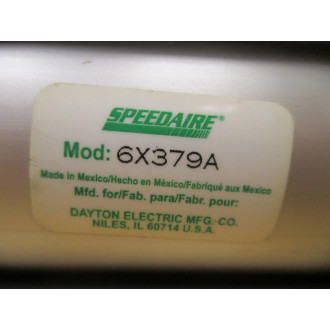 SPEEDAIRE
Mod: 6X379A
Made in Mexico/Hecho en México/Fabriqué aux Mexico
Mfd. for/Fab. para/Fabr. pour:
DAYTON ELECTRIC MFG. CO.
NILES, IL 60714 U.S.A.